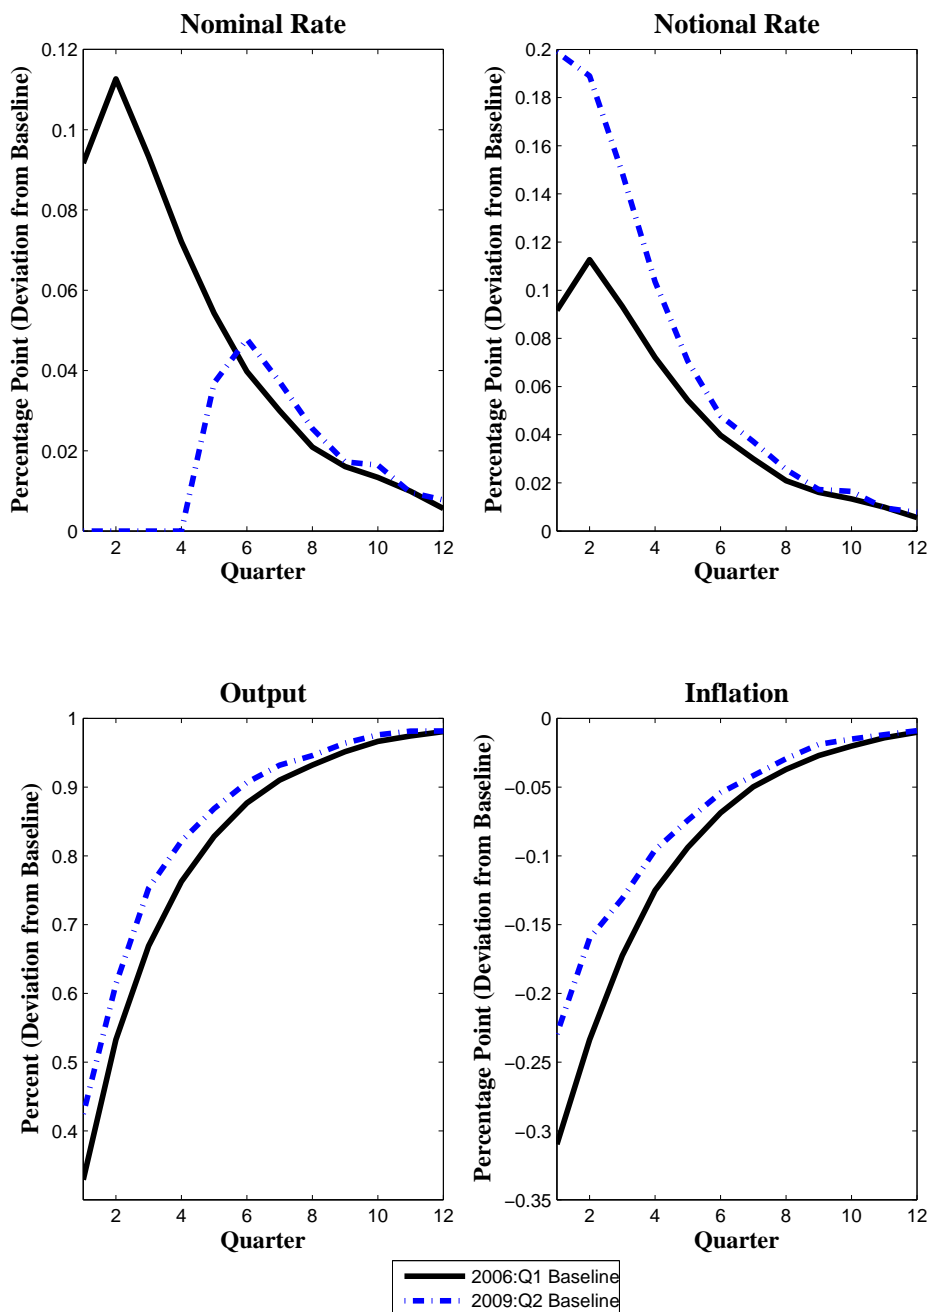 Nominal Rate
Percentage Point (Deviation from Baseline)
0.12
0.1
0.08
0.06
0.04
0.02
0
2 4 6 8 10 12
Quarter
Notional Rate
Percentage Point (Deviation from Baseline)
0.2
0.18
0.16
0.14
0.12
0.1
0.08
0.06
0.04
0.02
0
2 4 6 8 10 12
Quarter
Output
Percent (Deviation from Baseline)
1
0.9
0.8
0.7
0.6
0.5
0.4
2 4 6 8 10 12
Quarter
Inflation
Percentage Point (Deviation from Baseline)
0
−0.05
−0.1
−0.15
−0.2
−0.25
−0.3
−0.35
2 4 6 8 10 12
Quarter
2006:Q1 Baseline
2009:Q2 Baseline